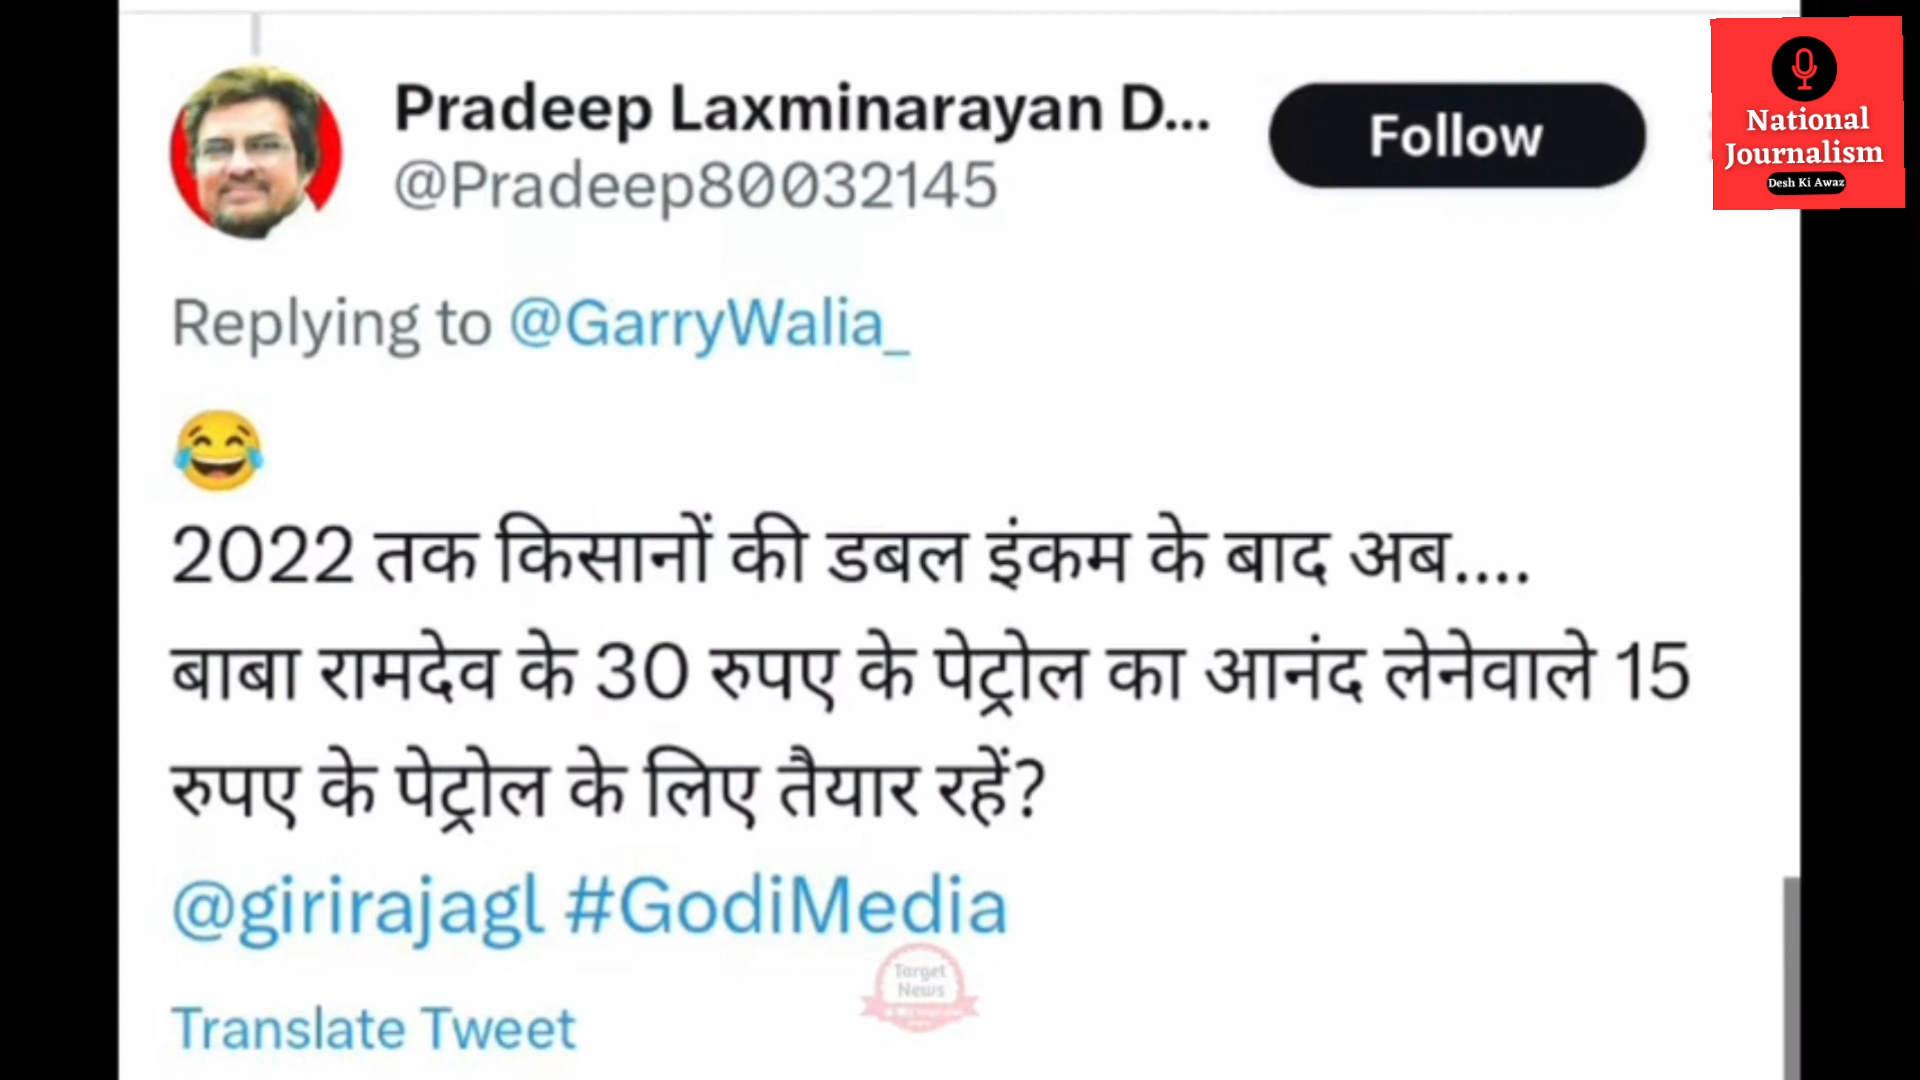 Pradeep Laxminarayan D...
@Pradeep80032145
Follow
National
Journalism
Desh Ki Awaz
Replying to @GarryWalia_
😂
2022 तक किसानों की डबल इंकम के बाद अब....
बाबा रामदेव के 30 रुपए के पेट्रोल का आनंद लेनेवाले 15
रुपए के पेट्रोल के लिए तैयार रहें?
@girirajagl #GodiMedia
Target
News
Translate Tweet